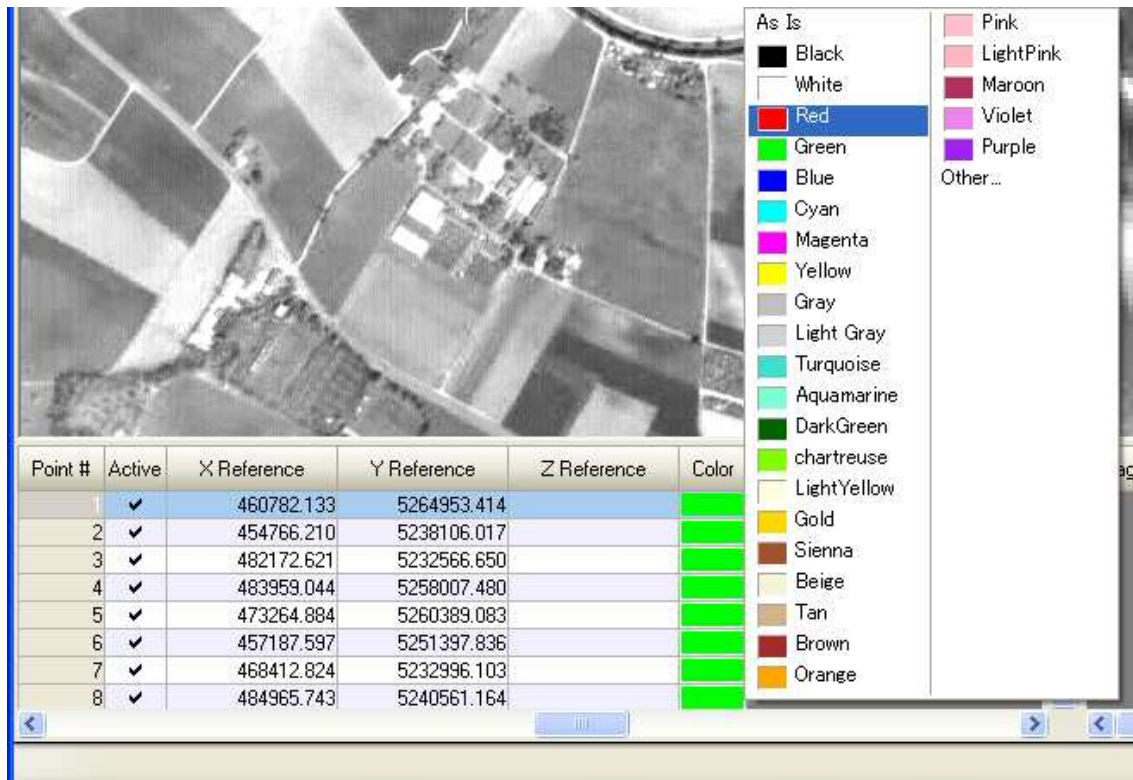 As Is
Black
White
Red
Green
Blue
Cyan
Magenta
Yellow
Gray
Light Gray
Turquoise
Aquamarine
DarkGreen
chartreuse
LightYellow
Gold
Sienna
Beige
Tan
Brown
Orange
Pink
LightPink
Maroon
Violet
Purple
Other...
Point # Active X Reference Y Reference Z Reference Color
1 460782.133 5264953.414
2 454766.210 5238106.017
3 482172.621 5232566.650
4 483959.044 5258007.480
5 473264.884 5260389.083
6 457187.597 5251397.836
7 468412.824 5232996.103
8 484965.743 5240561.164